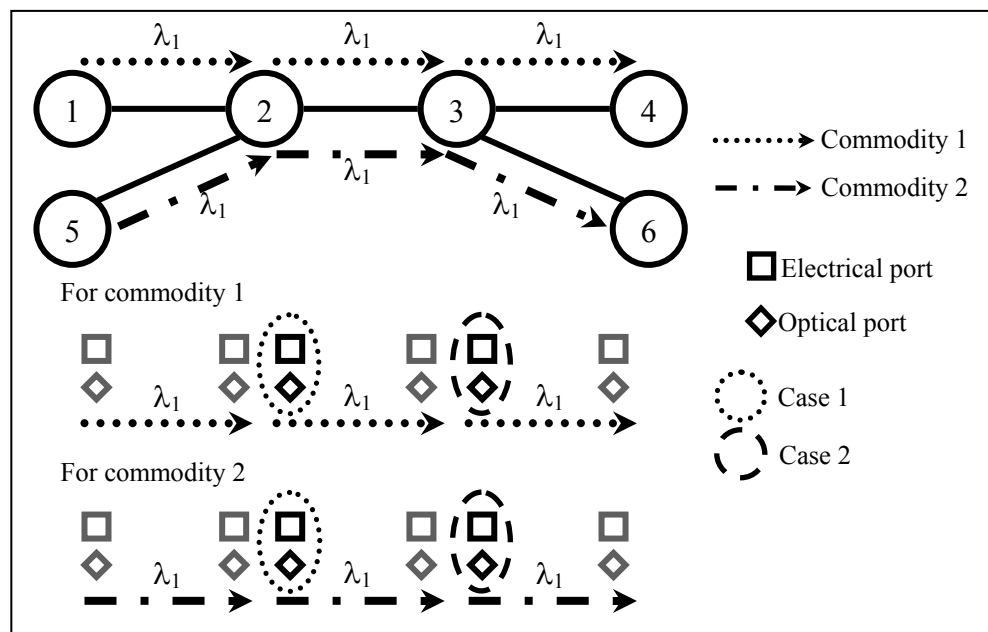 λ1 λ1 λ1
1 2 3 4
Commodity 1
λ1
Commodity 2
λ1 λ1
5 6
Electrical port
For commodity 1
Optical port
λ1 λ1 λ1
Case 1
Case 2
For commodity 2
λ1 λ1 λ1